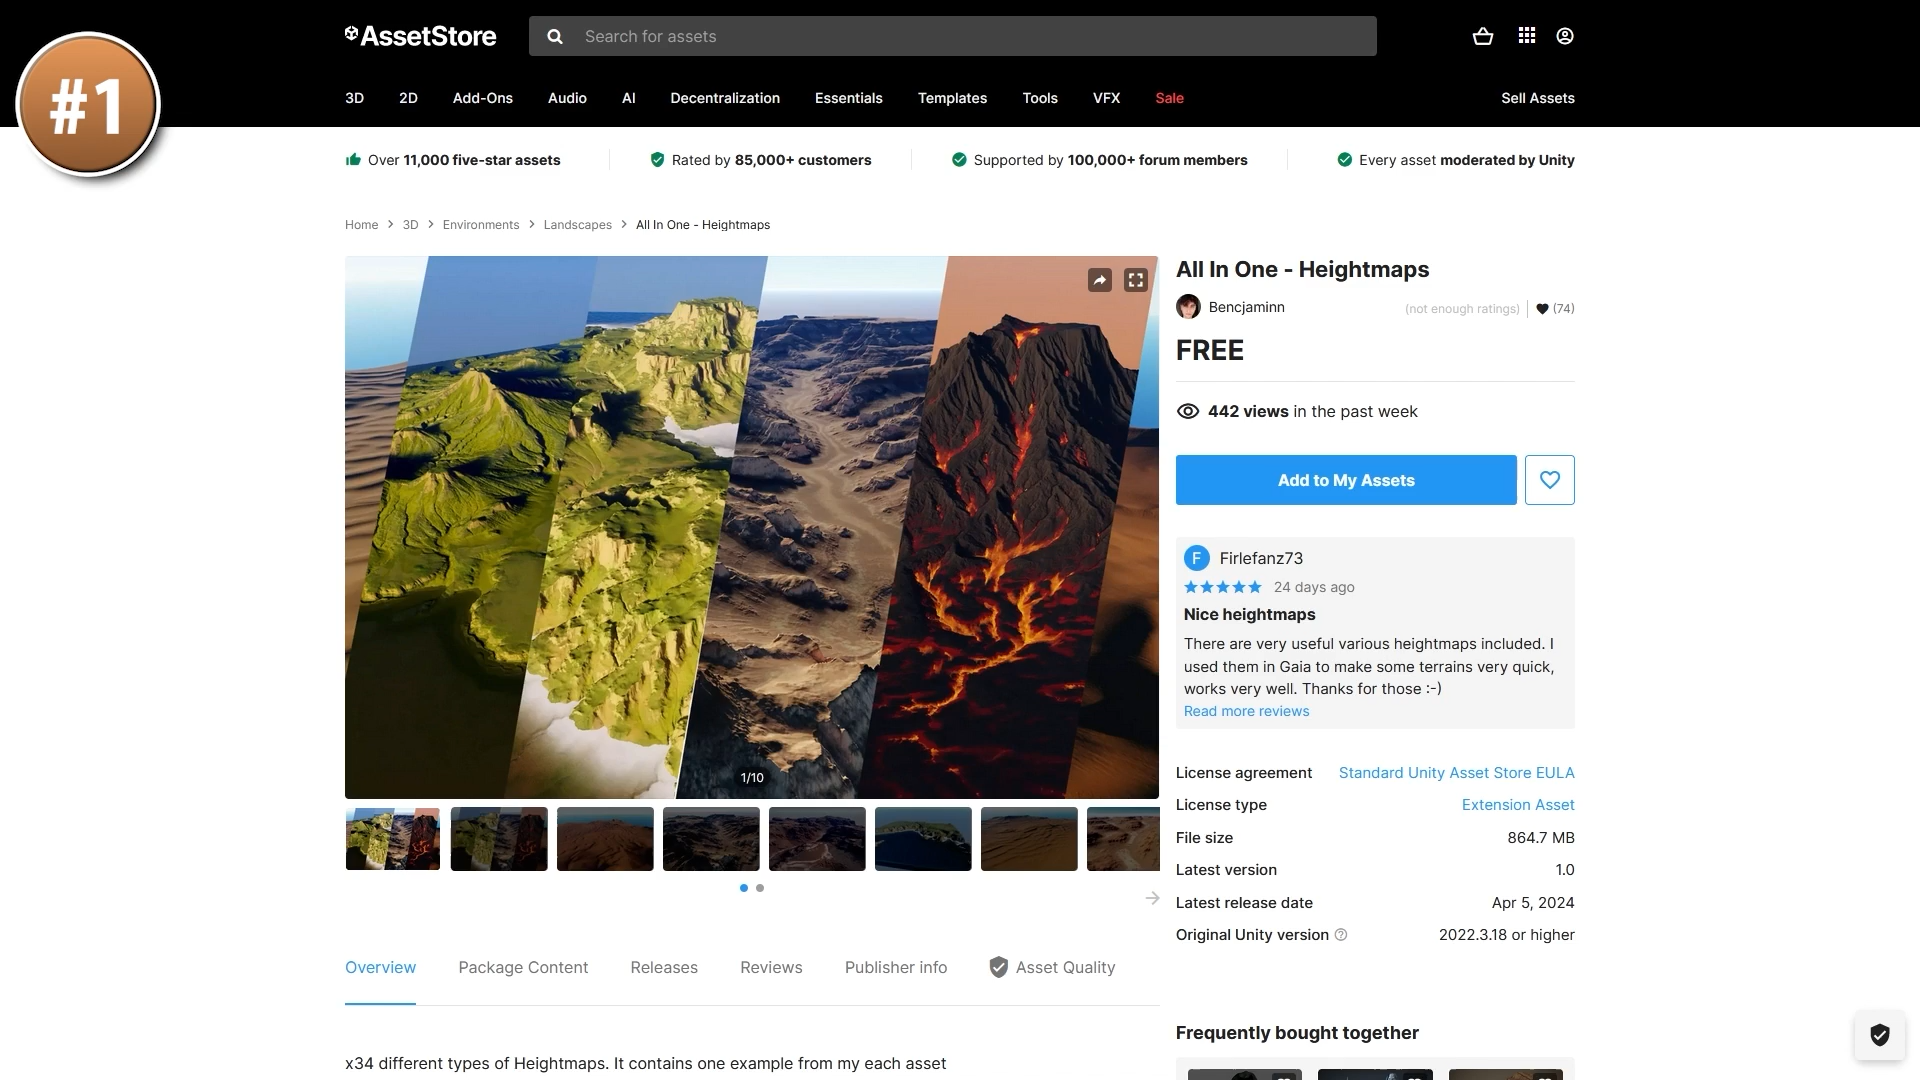 #1
AssetStore
Search for assets
3D 2D Add-Ons Audio AI Decentralization Essentials Templates Tools VFX Sale Sell Assets
Over 11,000 five-star assets
Rated by 85,000+ customers
Supported by 100,000+ forum members
Every asset moderated by Unity
Home > 3D > Environments > Landscapes > All In One - Heightmaps
1/10
All In One - Heightmaps
Bencjaminn
(not enough ratings) (74)
FREE
442 views in the past week
Add to My Assets
F Firlefanz73
24 days ago
Nice heightmaps
There are very useful various heightmaps included. I
used them in Gaia to make some terrains very quick,
works very well. Thanks for those :-)
Read more reviews
License agreement Standard Unity Asset Store EULA
License type Extension Asset
File size 864.7 MB
Latest version 1.0
Latest release date Apr 5, 2024
Original Unity version 2022.3.18 or higher
Overview Package Content Releases Reviews Publisher info Asset Quality
x34 different types of Heightmaps. It contains one example from my each asset
Frequently bought together